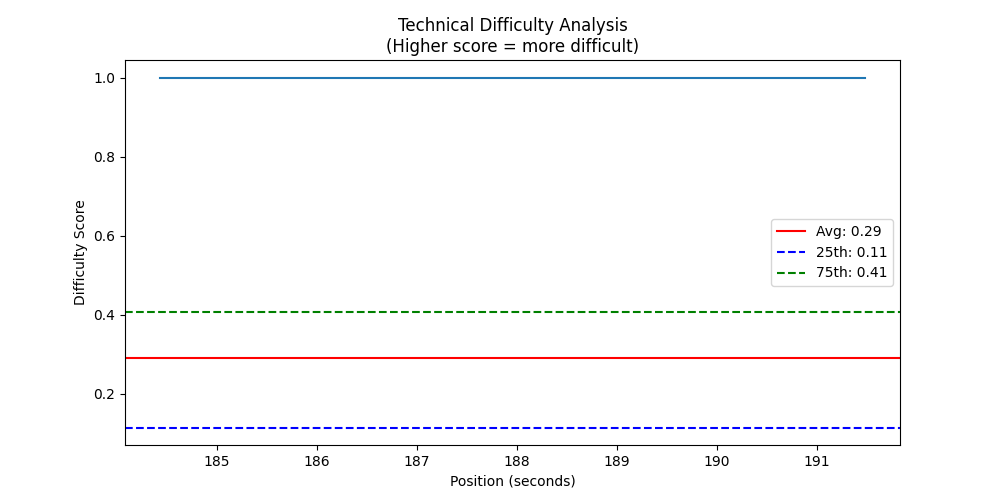 Technical Difficulty Analysis
(Higher score = more difficult)
Difficulty Score
1.0
0.8
0.6
0.4
0.2
Avg: 0.29
25th: 0.11
75th: 0.41
185 186 187 188 189 190 191
Position (seconds)